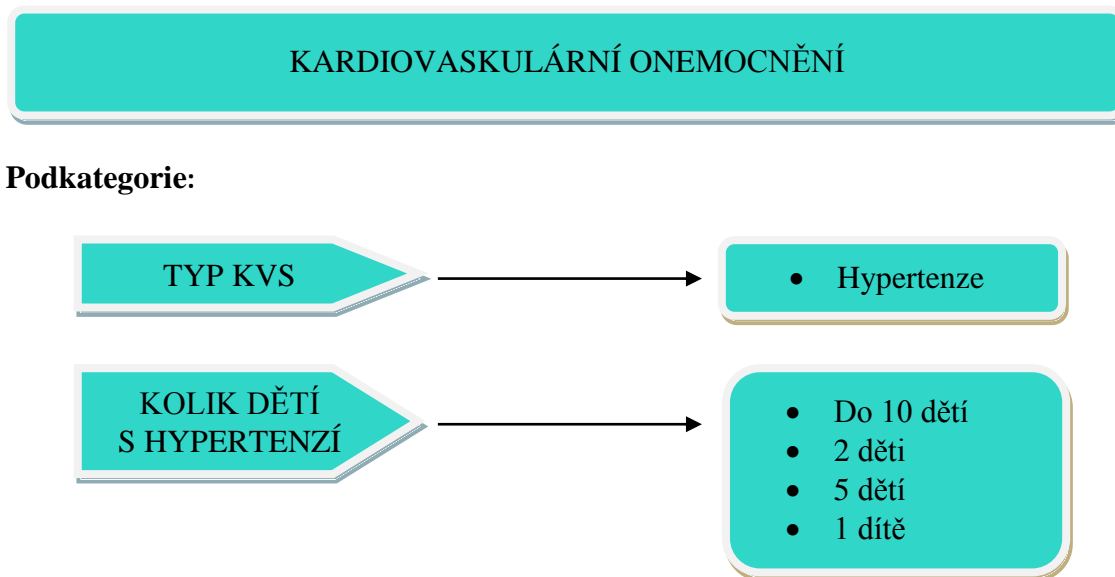 KARDIOVASKULÁRNÍ ONEMOCNĚNÍ
Podkategorie:
TYP KVS
• Hypertenze
KOLIK DĚTÍ
S HYPERTENZÍ
• Do 10 dětí
• 2 děti
• 5 dětí
• 1 dítě